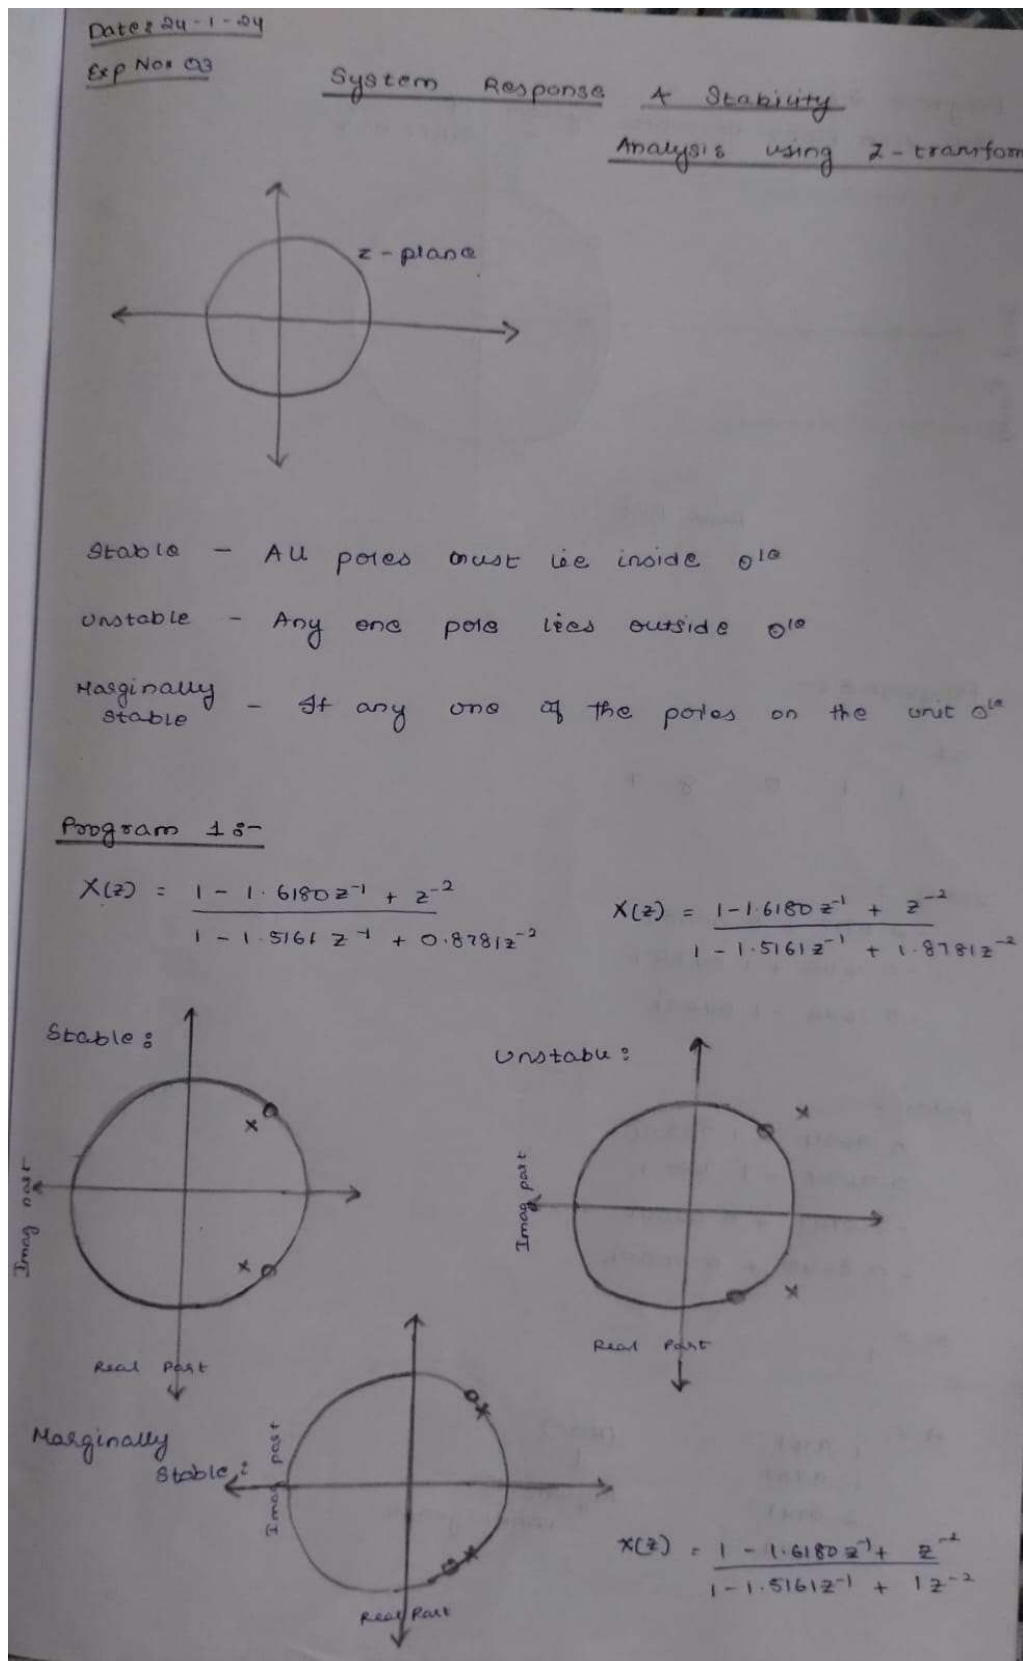 Date: 24-1-24
Exp No: 03
System Response & Stability
Analysis using Z-transform
z-plane
Stable - All poles must lie inside 0le
Unstable - Any one pole lies outside 0le
Marginally
stable - If any one of the poles on the unit 0le
Program 1:-
X(z) = 1 - 1.6180z^-1 + z^-2 / 1 - 1.5161z^-1 + 0.8781z^-2
X(z) = 1-1.6180z^-1 + z^-2 / 1 - 1.5161z^-1 + 1.8781z^-2
Stable:
Imag part
Real Part
Unstable:
Imag part
Real Part
Marginally
Stable:
Imag part
Real Part
X(z) = 1 - 1.6180z^-1 + z^-2 / 1-1.5161z^-1 + 1z^-2